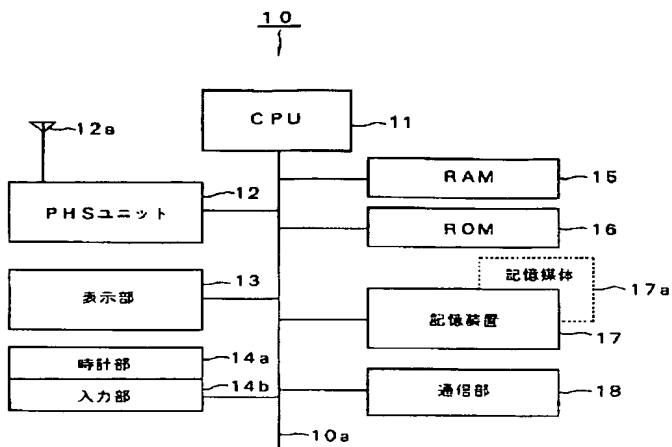 10
CPU
11
12a
12
PHSユニット
RAM
15
ROM
16
13
表示部
記憶媒体
17a
記憶装置
17
14a
時計部
14b
入力部
通信部
18
10a